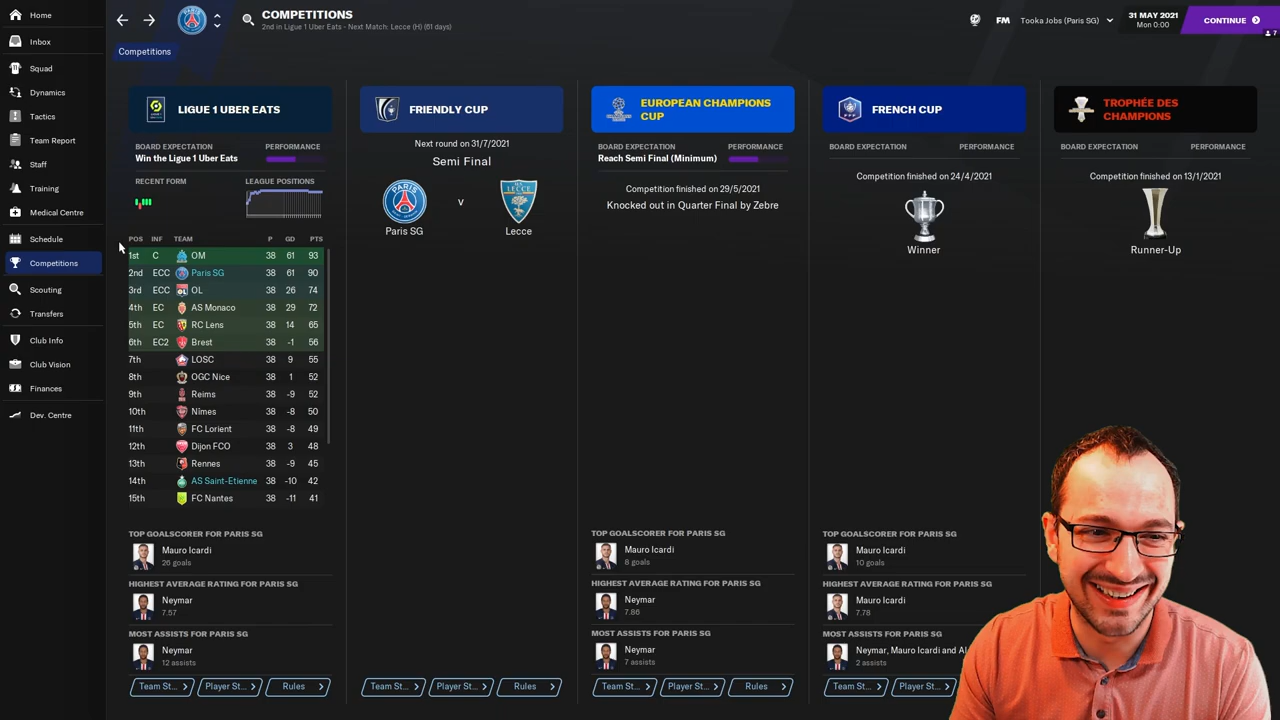 Home
Inbox
Squad
Dynamics
Tactics
Team Report
Staff
Training
Medical Centre
Schedule
Competitions
Scouting
Transfers
Club Info
Club Vision
Finances
Dev. Centre
COMPETITIONS
2nd in Ligue 1 Uber Eats - Next Match: Lecce (H) (61 days)
FM
Tooka Jobs (Paris SG)
31 MAY 2021
Mon 0:00
CONTINUE
7
Competitions
LIGUE 1 UBER EATS
BOARD EXPECTATION PERFORMANCE
Win the Ligue 1 Uber Eats
RECENT FORM LEAGUE POSITIONS
POS INF TEAM P GD PTS
1st C OM 38 61 93
2nd ECC Paris SG 38 61 90
3rd ECC OL 38 26 74
4th EC AS Monaco 38 29 72
5th EC RC Lens 38 14 65
6th EC2 Brest 38 -1 56
7th LOSC 38 9 55
8th OGC Nice 38 1 52
9th Reims 38 -9 52
10th Nîmes 38 -8 50
11th FC Lorient 38 -8 49
12th Dijon FCO 38 3 48
13th Rennes 38 -9 45
14th AS Saint-Etienne 38 -10 42
15th FC Nantes 38 -11 41
TOP GOALSCORER FOR PARIS SG
Mauro Icardi
26 goals
HIGHEST AVERAGE RATING FOR PARIS SG
Neymar
7.57
MOST ASSISTS FOR PARIS SG
Neymar
12 assists
Team St... Player St... Rules
FRIENDLY CUP
Next round on 31/7/2021
Semi Final
PARIS
Paris SG v Lecce
Team St... Player St... Rules
EUROPEAN CHAMPIONS
CUP
BOARD EXPECTATION PERFORMANCE
Reach Semi Final (Minimum)
Competition finished on 29/5/2021
Knocked out in Quarter Final by Zebre
TOP GOALSCORER FOR PARIS SG
Mauro Icardi
8 goals
HIGHEST AVERAGE RATING FOR PARIS SG
Neymar
7.86
MOST ASSISTS FOR PARIS SG
Neymar
7 assists
Team St... Player St... Rules
FRENCH CUP
BOARD EXPECTATION PERFORMANCE
Competition finished on 24/4/2021
Winner
TOP GOALSCORER FOR PARIS SG
Mauro Icardi
10 goals
HIGHEST AVERAGE RATING FOR PARIS SG
Mauro Icardi
7.78
MOST ASSISTS FOR PARIS SG
Neymar, Mauro Icardi and Al
2 assists
Team St... Player St...
TROPHÉE DES
CHAMPIONS
BOARD EXPECTATION PERFORMANCE
Competition finished on 13/1/2021
Runner-Up